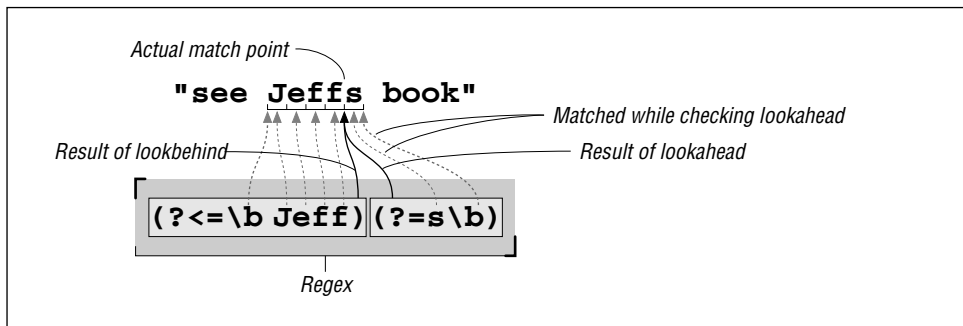 Actual match point
"see Jeffs book"
Matched while checking lookahead
Result of lookbehind
Result of lookahead
(?<=\b Jeff)(?=s\b)
Regex